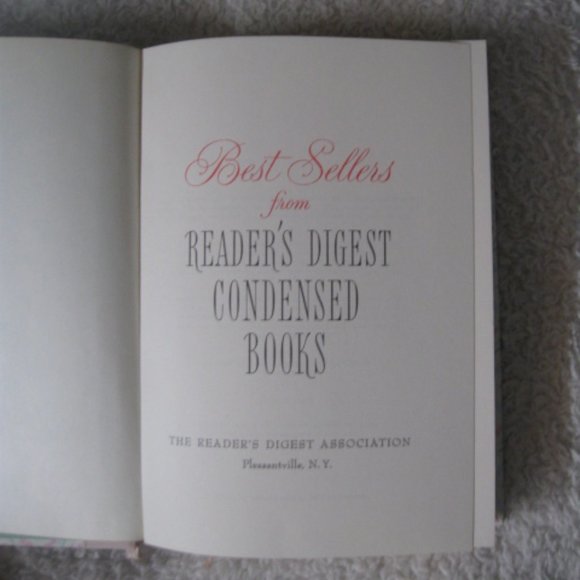 Best Sellers
from
READER'S DIGEST
CONDENSED
BOOKS
THE READER'S DIGEST ASSOCIATION
Pleasantville, N.Y.